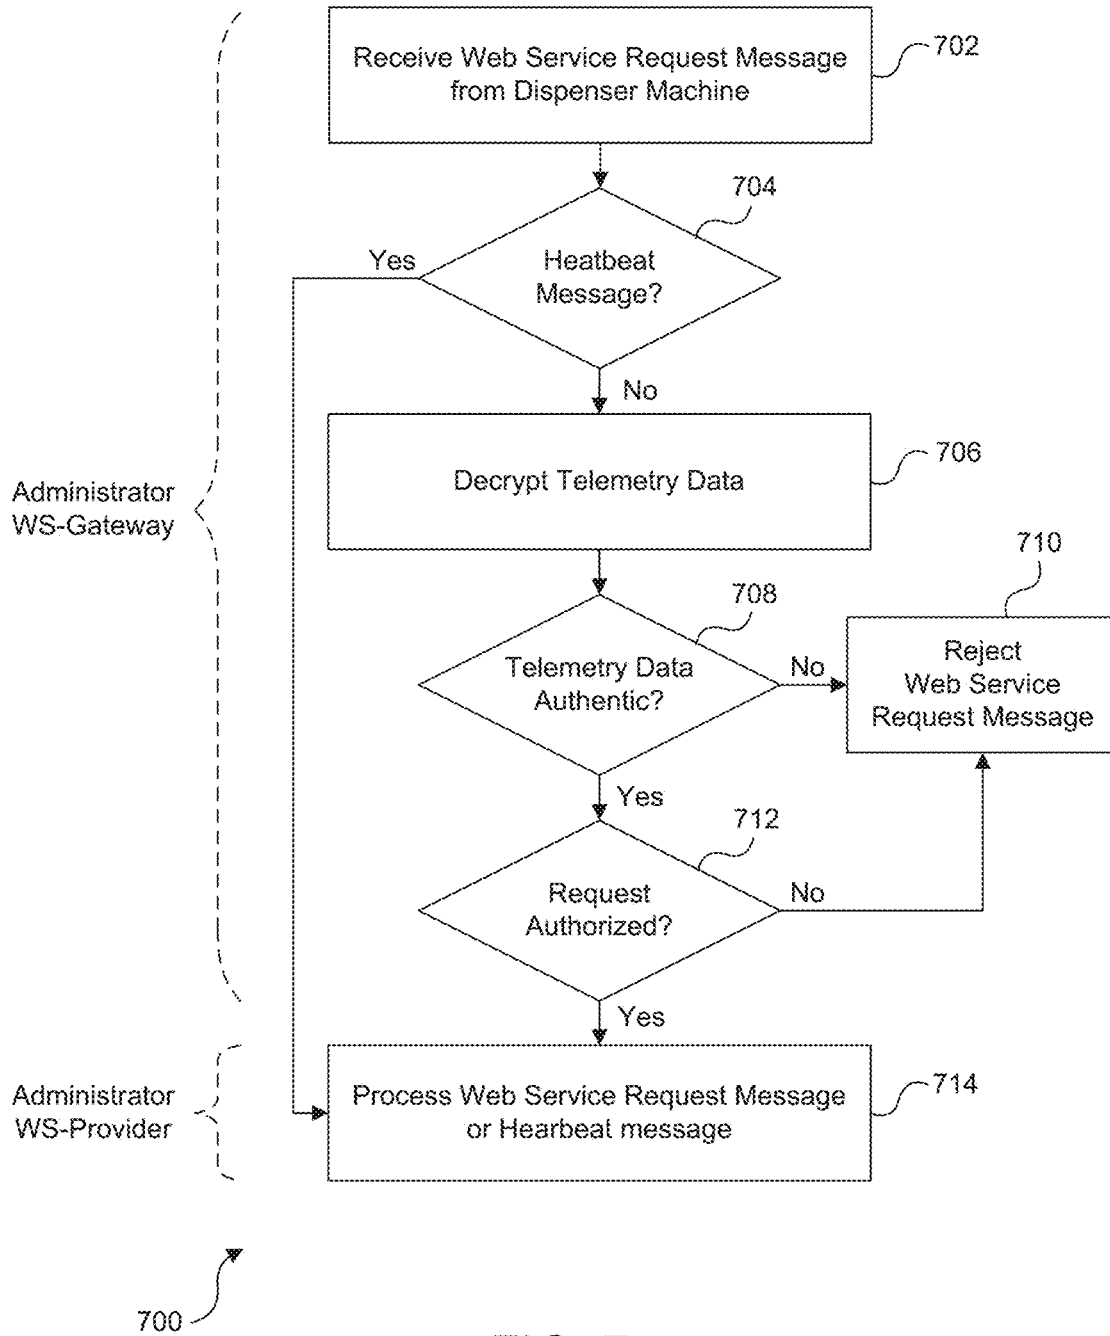 Receive Web Service Request Message
from Dispenser Machine
702
704
Yes
Heatbeat
Message?
No
Decrypt Telemetry Data
706
Administrator
WS-Gateway
710
708
Reject
Web Service
Request Message
Telemetry Data
Authentic?
No
Yes
712
Request
Authorized?
No
Yes
Administrator
WS-Provider
Process Web Service Request Message
or Hearbeat message
714
700